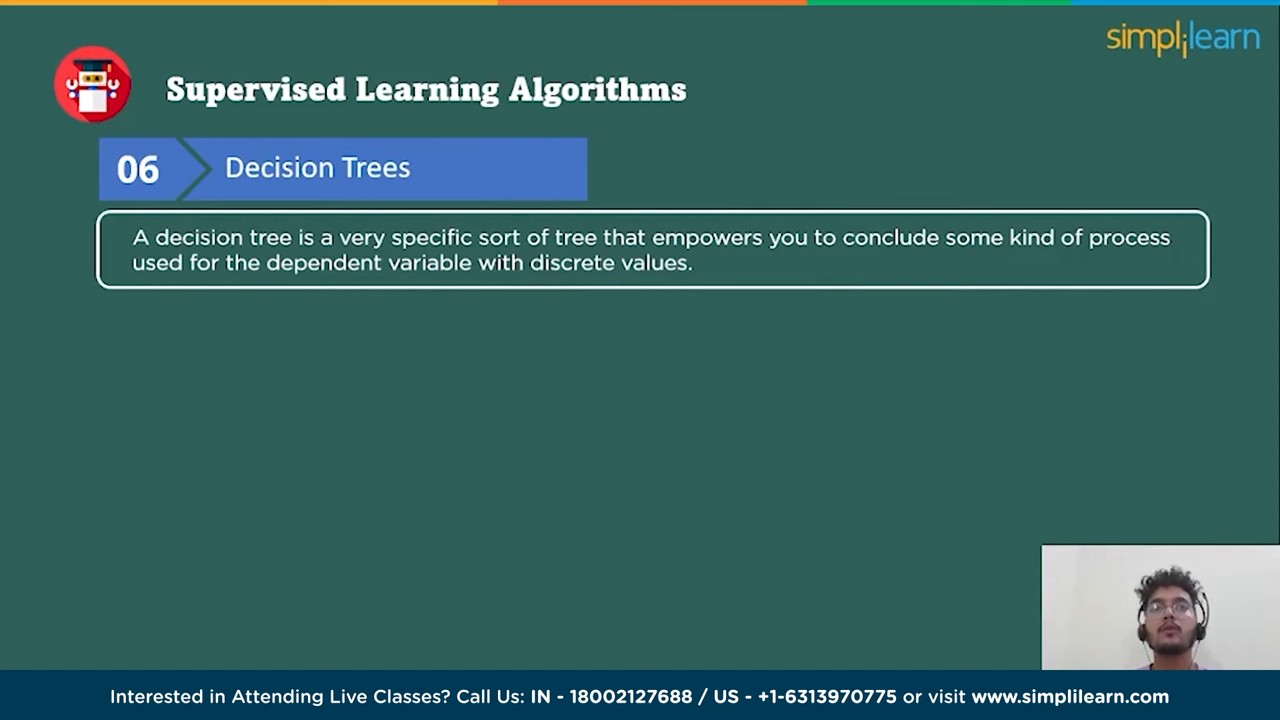 simplilearn
Supervised Learning Algorithms
06 Decision Trees
A decision tree is a very specific sort of tree that empowers you to conclude some kind of process
used for the dependent variable with discrete values.
Interested in Attending Live Classes? Call Us: IN - 18002127688 / US - +1-6313970775 or visit www.simplilearn.com